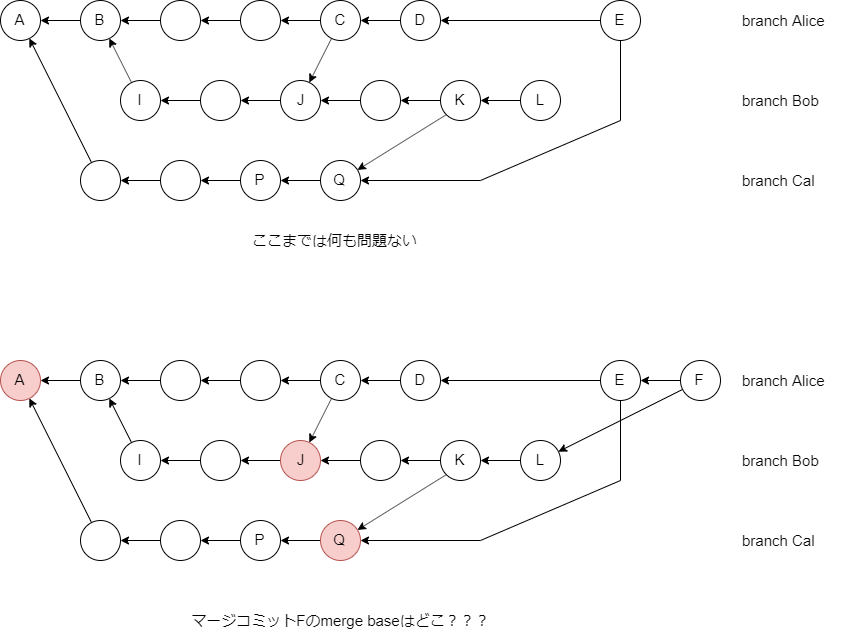 A B C D E branch Alice
I J K L branch Bob
P Q branch Cal
ここまでは何も問題ない
A B C D E F branch Alice
I J K L branch Bob
P Q branch Cal
マージコミットFのmerge baseはどこ？？？